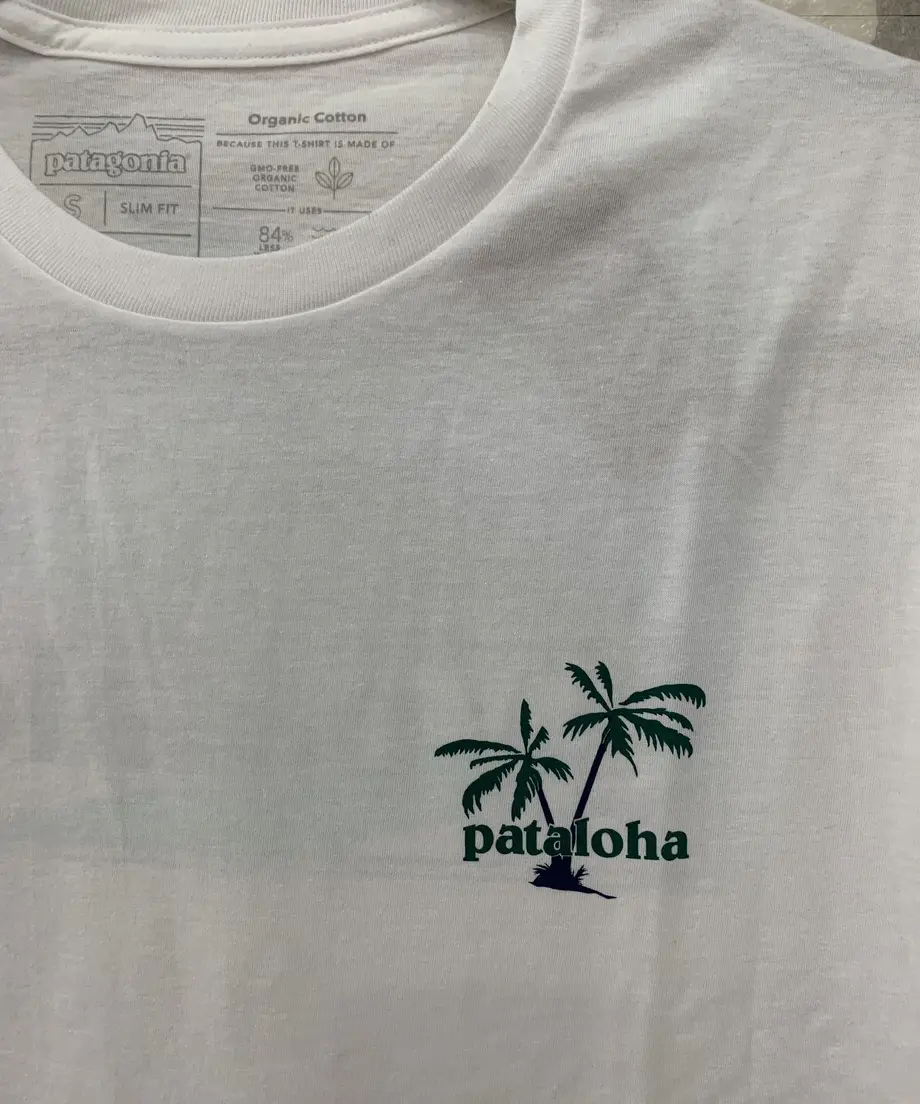 patagonia
S | SLIM FIT
Organic Cotton
BECAUSE THIS T-SHIRT IS MADE OF
GMO-FREE
ORGANIC
COTTON
IT USES
84%
LESS
pataloha